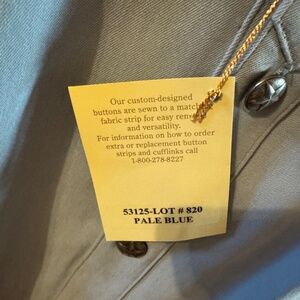 Our custom-designed
buttons are sewn to a matching
fabric strip for easy
and versatility.
For information on how to order
extra or replacement button
strips and cufflinks call
1-800-278-8227
53125-LOT # 820
PALE BLUE